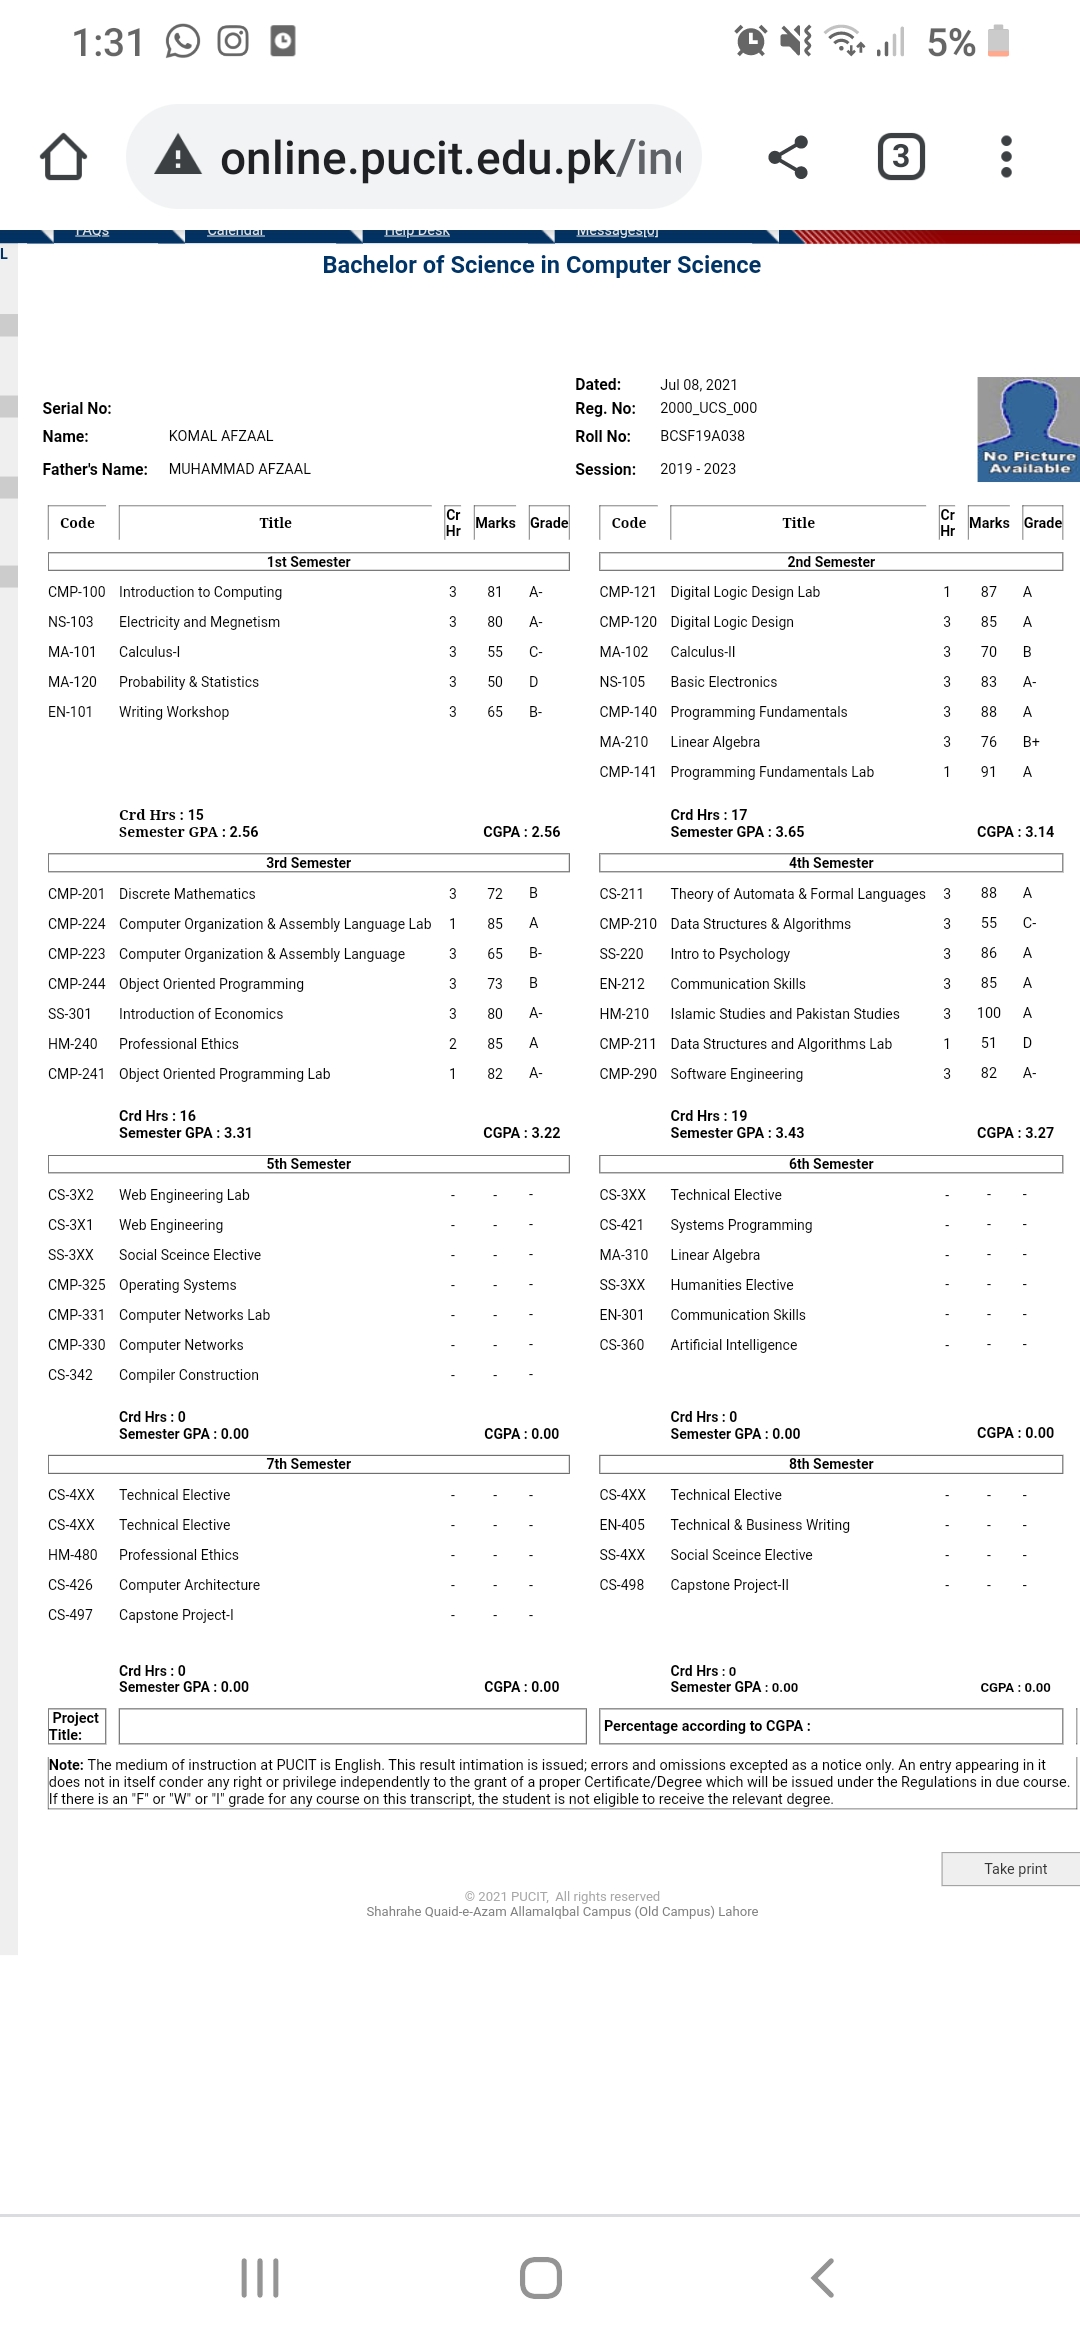 1:31 5%
online.pucit.edu.pk/in
3
FAQs Calendar Help Desk Messages[0]
L
Bachelor of Science in Computer Science
Dated: Jul 08, 2021
Serial No: Reg. No: 2000_UCS_000
Name: KOMAL AFZAAL Roll No: BCSF19A038
Father's Name: MUHAMMAD AFZAAL Session: 2019 - 2023
No Picture
Available
Code Title Cr Hr Marks Grade Code Title Cr Hr Marks Grade
1st Semester
CMP-100 Introduction to Computing 3 81 A-
NS-103 Electricity and Megnetism 3 80 A-
MA-101 Calculus-I 3 55 C-
MA-120 Probability & Statistics 3 50 D
EN-101 Writing Workshop 3 65 B-
Crd Hrs : 15
Semester GPA : 2.56 CGPA : 2.56
2nd Semester
CMP-121 Digital Logic Design Lab 1 87 A
CMP-120 Digital Logic Design 3 85 A
MA-102 Calculus-II 3 70 B
NS-105 Basic Electronics 3 83 A-
CMP-140 Programming Fundamentals 3 88 A
MA-210 Linear Algebra 3 76 B+
CMP-141 Programming Fundamentals Lab 1 91 A
Crd Hrs : 17
Semester GPA : 3.65 CGPA : 3.14
3rd Semester
CMP-201 Discrete Mathematics 3 72 B
CMP-224 Computer Organization & Assembly Language Lab 1 85 A
CMP-223 Computer Organization & Assembly Language 3 65 B-
CMP-244 Object Oriented Programming 3 73 B
SS-301 Introduction of Economics 3 80 A-
HM-240 Professional Ethics 2 85 A
CMP-241 Object Oriented Programming Lab 1 82 A-
Crd Hrs : 16
Semester GPA : 3.31 CGPA : 3.22
4th Semester
CS-211 Theory of Automata & Formal Languages 3 88 A
CMP-210 Data Structures & Algorithms 3 55 C-
SS-220 Intro to Psychology 3 86 A
EN-212 Communication Skills 3 85 A
HM-210 Islamic Studies and Pakistan Studies 3 100 A
CMP-211 Data Structures and Algorithms Lab 1 51 D
CMP-290 Software Engineering 3 82 A-
Crd Hrs : 19
Semester GPA : 3.43 CGPA : 3.27
5th Semester
CS-3X2 Web Engineering Lab - - -
CS-3X1 Web Engineering - - -
SS-3XX Social Sceince Elective - - -
CMP-325 Operating Systems - - -
CMP-331 Computer Networks Lab - - -
CMP-330 Computer Networks - - -
CS-342 Compiler Construction - - -
Crd Hrs : 0
Semester GPA : 0.00 CGPA : 0.00
6th Semester
CS-3XX Technical Elective - - -
CS-421 Systems Programming - - -
MA-310 Linear Algebra - - -
SS-3XX Humanities Elective - - -
EN-301 Communication Skills - - -
CS-360 Artificial Intelligence - - -
Crd Hrs : 0
Semester GPA : 0.00 CGPA : 0.00
7th Semester
CS-4XX Technical Elective - - -
CS-4XX Technical Elective - - -
HM-480 Professional Ethics - - -
CS-426 Computer Architecture - - -
CS-497 Capstone Project-I - - -
Crd Hrs : 0
Semester GPA : 0.00 CGPA : 0.00
8th Semester
CS-4XX Technical Elective - - -
EN-405 Technical & Business Writing - - -
SS-4XX Social Sceince Elective - - -
CS-498 Capstone Project-II - - -
Crd Hrs : 0
Semester GPA : 0.00 CGPA : 0.00
Project Title:
Percentage according to CGPA :
Note: The medium of instruction at PUCIT is English. This result intimation is issued; errors and omissions excepted as a notice only. An entry appearing in it
does not in itself conder any right or privilege independently to the grant of a proper Certificate/Degree which will be issued under the Regulations in due course.
If there is an "F" or "W" or "I" grade for any course on this transcript, the student is not eligible to receive the relevant degree.
Take print
© 2021 PUCIT, All rights reserved
Shahrahe Quaid-e-Azam AllamaIqbal Campus (Old Campus) Lahore